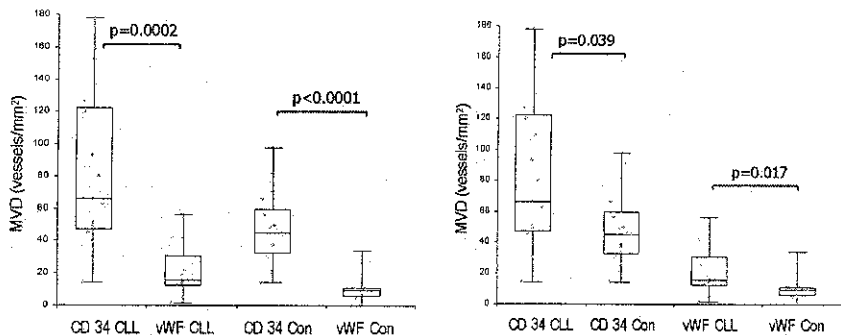 180
160
140
120
100
80
60
40
20
0
MVD (vessels/mm²)
p=0.0002
p<0.0001
CD 34 CLL
vWF CLL
CD 34 Con
vWF Con
180
160
140
120
100
80
60
40
20
0
MVD (vessels/mm²)
p=0.039
p=0.017
CD 34 CLL
CD 34 Con
vWF CLL
vWF Con